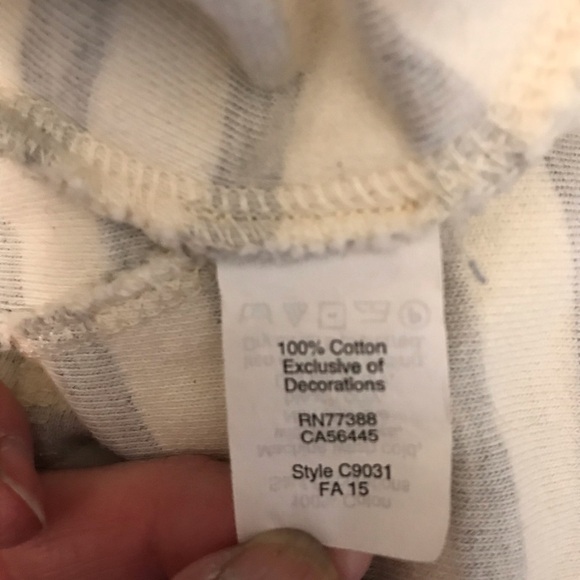 100% Cotton
Exclusive of
Decorations
RN77388
CA56445
Style C9031
FA 15